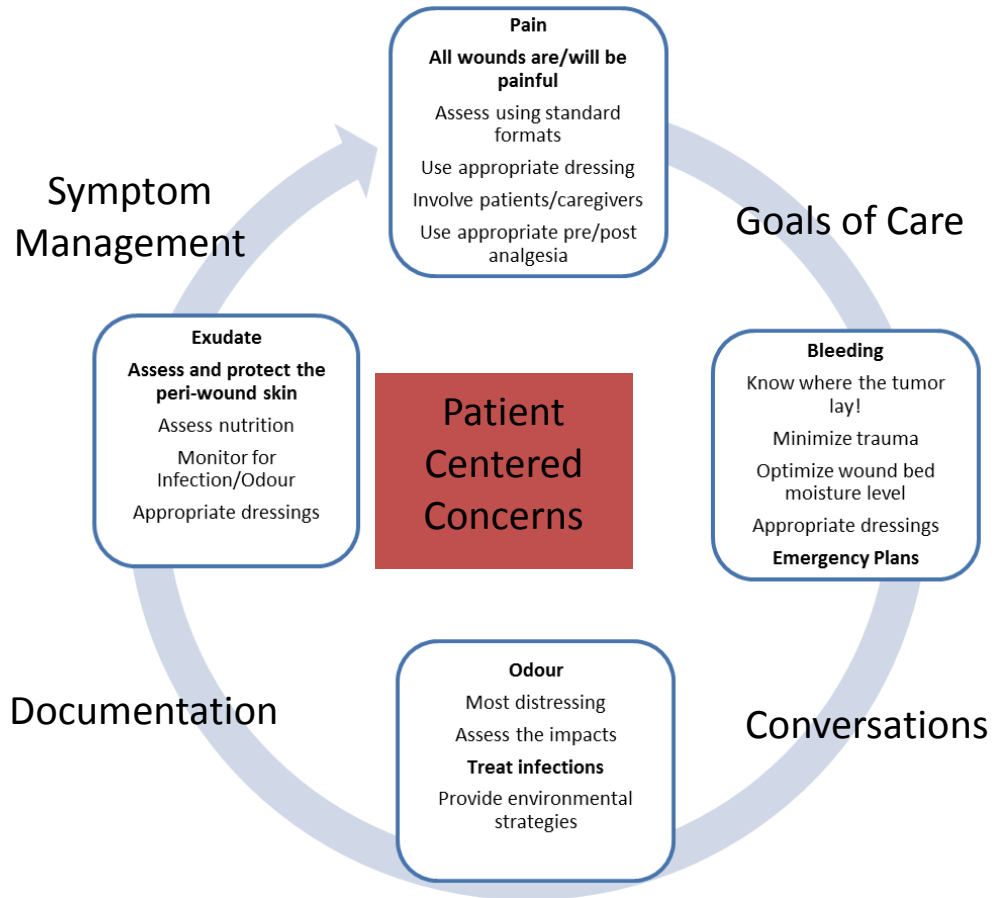 Pain
All wounds are/will be
painful
Assess using standard
formats
Use appropriate dressing
Involve patients/caregivers
Use appropriate pre/post
analgesia
Symptom
Management
Goals of Care
Exudate
Assess and protect the
peri-wound skin
Assess nutrition
Monitor for
Infection/Odour
Appropriate dressings
Patient
Centered
Concerns
Bleeding
Know where the tumor
lay!
Minimize trauma
Optimize wound bed
moisture level
Appropriate dressings
Emergency Plans
Documentation
Odour
Most distressing
Assess the impacts
Treat infections
Provide environmental
strategies
Conversations